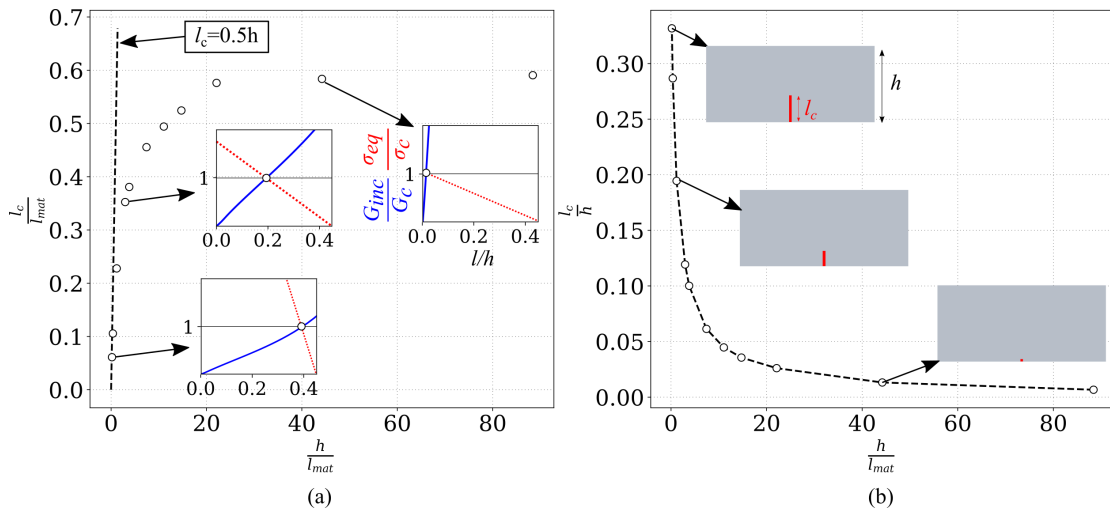 0.7
0.6
0.5
0.4
0.3
0.2
0.1
0.0
l_c
l_mat
l_c=0.5h
1
0.0 0.2 0.4
G_inc σ_eq
G_c σ_c
1
0.0 0.2 0.4
l/h
1
0.0 0.2 0.4
0 20 40 60 80
h
l_mat
(a)
0.30
0.25
0.20
0.15
0.10
0.05
0.00
l_c
h
h
l_c
0 20 40 60 80
h
l_mat
(b)